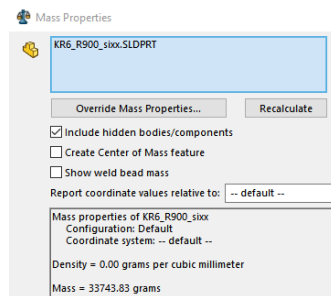 Mass Properties
KR6_R900_sixx.SLDPRT
Override Mass Properties... Recalculate
Include hidden bodies/components
Create Center of Mass feature
Show weld bead mass
Report coordinate values relative to: -- default --
Mass properties of KR6_R900_sixx
Configuration: Default
Coordinate system: -- default --
Density = 0.00 grams per cubic millimeter
Mass = 33743.83 grams